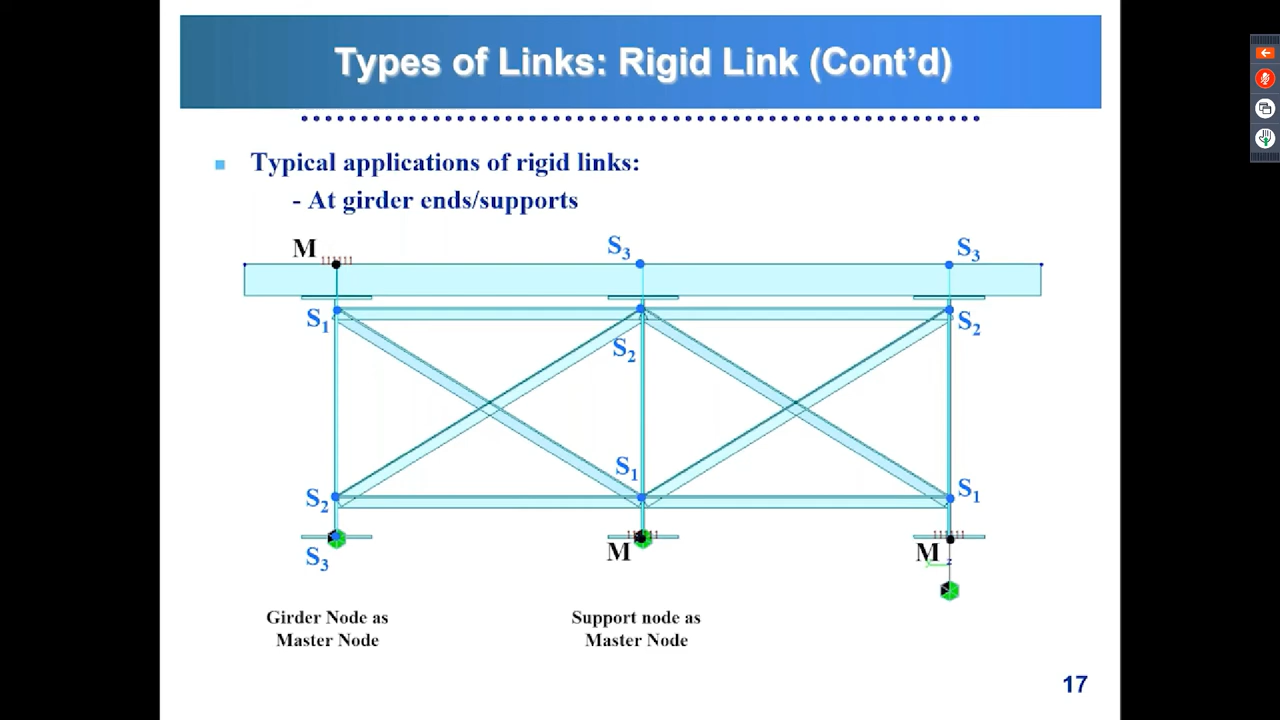 Types of Links: Rigid Link (Cont’d)
Typical applications of rigid links:
- At girder ends/supports
M 111111 S3 S3
S1 S2 S2
S2 S1 S1
S3 M M
Girder Node as Support node as
Master Node Master Node
17